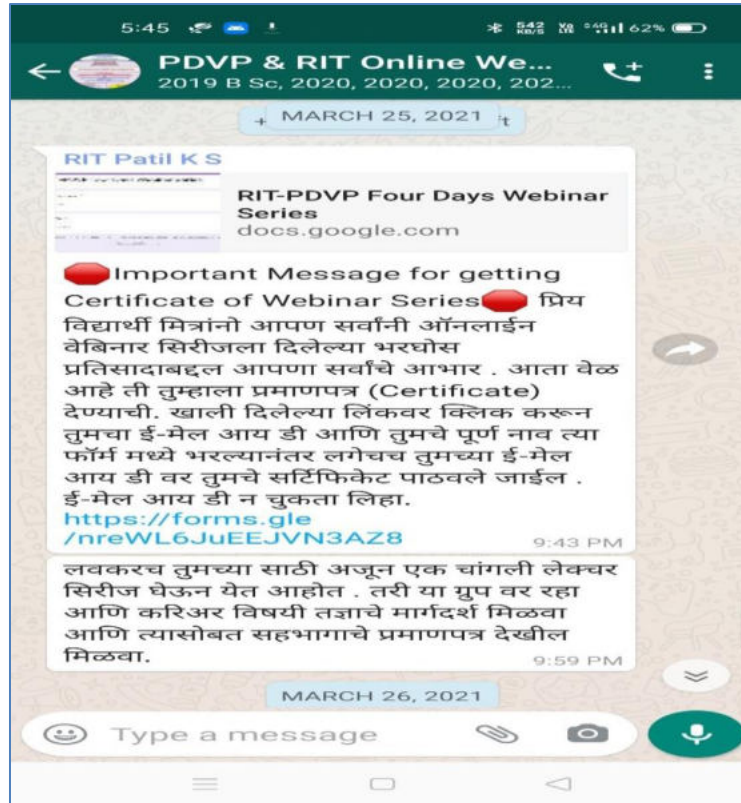 5:45
542 KB/S
62%
PDVP & RIT Online We...
2019 B Sc, 2020, 2020, 2020, 202...
MARCH 25, 2021
RIT Patil K S
RIT-PDVP Four Days Webinar
Series
docs.google.com
Important Message for getting
Certificate of Webinar Series प्रिय
विद्यार्थी मित्रांनो आपण सर्वांनी ऑनलाईन
वेबिनार सिरीजला दिलेल्या भरघोस
प्रतिसादाबद्दल आपणा सर्वांचे आभार . आता वेळ
आहे ती तुम्हाला प्रमाणपत्र (Certificate)
देण्याची. खाली दिलेल्या लिंकवर क्लिक करून
तुमचा ई-मेल आय डी आणि तुमचे पूर्ण नाव त्या
फॉर्म मध्ये भरल्यानंतर लगेचच तुमच्या ई-मेल
आय डी वर तुमचे सर्टिफिकेट पाठवले जाईल .
ई-मेल आय डी न चुकता लिहा.
https://forms.gle
/nreWL6JuEEJVN3AZ8
9:43 PM
लवकरच तुमच्या साठी अजून एक चांगली लेक्चर
सिरीज घेऊन येत आहोत . तरी या ग्रुप वर रहा
आणि करिअर विषयी तज्ञाचे मार्गदर्श मिळवा
आणि त्यासोबत सहभागाचे प्रमाणपत्र देखील
मिळवा.
9:59 PM
MARCH 26, 2021
Type a message